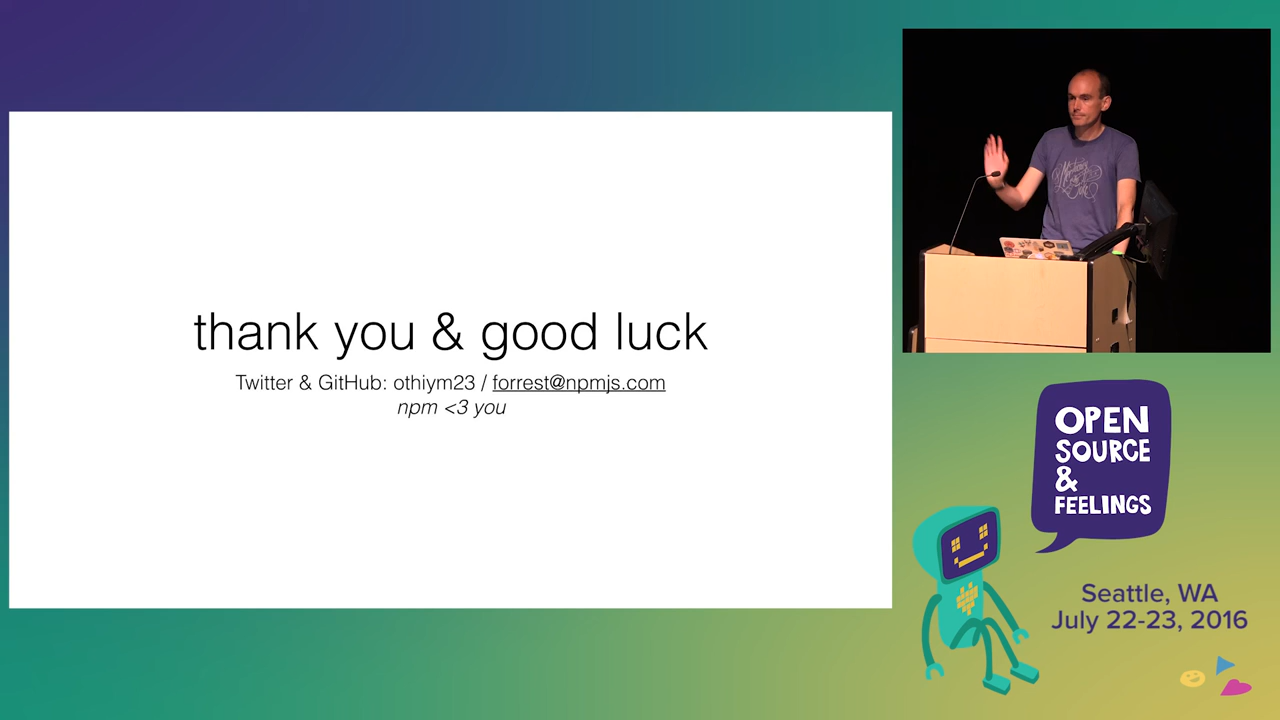 thank you & good luck
Twitter & GitHub: othiym23 / forrest@npmjs.com
npm <3 you
OPEN
SOURCE
&
FEELINGS
Seattle, WA
July 22-23, 2016